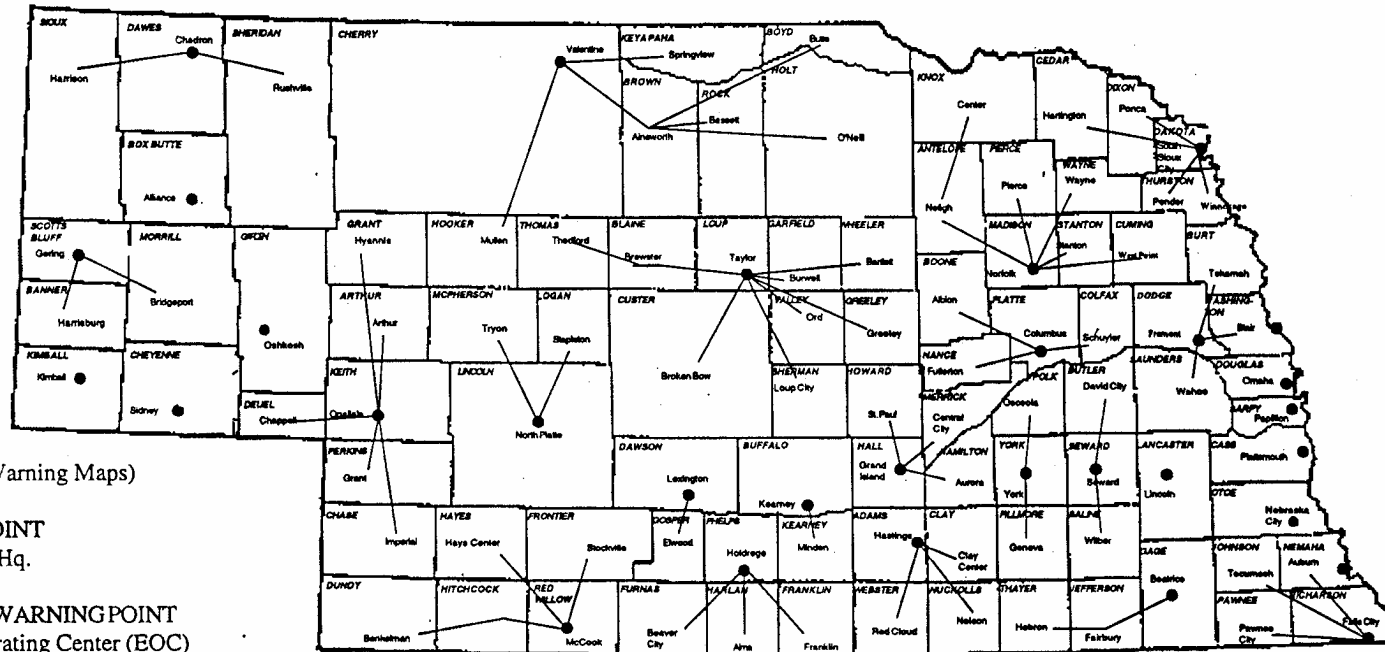 SIOUX
DAWES
SHERIDAN
CHERRY
KEYA PAHA
BOYD
Chadron
Harrison
Rushville
Valentine
Springview
Butte
HOLT
BROWN
ROCK
Bassett
Ainsworth
O'Neill
KNOX
CEDAR
DIXON
Center
Hartington
Ponca
DAKOTA
South
Sioux
City
BOX BUTTE
Alliance
ANTELOPE
PIERCE
Pierce
WAYNE
Wayne
THURSTON
Pender
Winnebago
Neligh
SCOTTS
BLUFF
Gering
MORRILL
GARDEN
GRANT
Hyannis
HOOKER
Mullen
THOMAS
Thedford
BLAINE
Brewster
LOUP
Taylor
GARFIELD
Burwell
WHEELER
Bartlett
MADISON
Norfolk
STANTON
Stanton
CUMING
West Point
BURT
Tekamah
BOONE
Albion
BANNER
Harrisburg
Bridgeport
Oshkosh
ARTHUR
Arthur
MCPHERSON
Tryon
LOGAN
Stapleton
CUSTER
Broken Bow
VALLEY
Ord
GREELEY
Greeley
PLATTE
Columbus
COLFAX
Schuyler
DODGE
Fremont
WASHING-
TON
Blair
KIMBALL
Kimball
CHEYENNE
Sidney
DEUEL
Chappell
KEITH
Ogallala
LINCOLN
North Platte
SHERMAN
Loup City
HOWARD
St. Paul
NANCE
Fullerton
MERRICK
Central
City
POLK
Osceola
BUTLER
David City
SAUNDERS
Wahoo
DOUGLAS
Omaha
SARPY
Papillion
PERKINS
Grant
DAWSON
Lexington
BUFFALO
Kearney
HALL
Grand
Island
HAMILTON
Aurora
YORK
York
SEWARD
Seward
LANCASTER
Lincoln
CASS
Plattsmouth
OTOE
Nebraska
City
Warning Maps)
OINT
Hq.
WARNING POINT
rating Center (EOC)
CHASE
Imperial
HAYES
Hays Center
FRONTIER
Stockville
GOSPER
Elwood
PHELPS
Holdrege
KEARNEY
Minden
ADAMS
Hastings
CLAY
Clay
Center
FILLMORE
Geneva
SALINE
Wilber
GAGE
Beatrice
JOHNSON
Tecumseh
NEMAHA
Auburn
DUNDY
Benkelman
HITCHCOCK
RED
WILLOW
McCook
FURNAS
Beaver
City
HARLAN
Alma
FRANKLIN
Franklin
WEBSTER
Red Cloud
NUCKOLLS
Nelson
THAYER
Hebron
JEFFERSON
Fairbury
PAWNEE
Pawnee
City
RICHARSON
Falls City